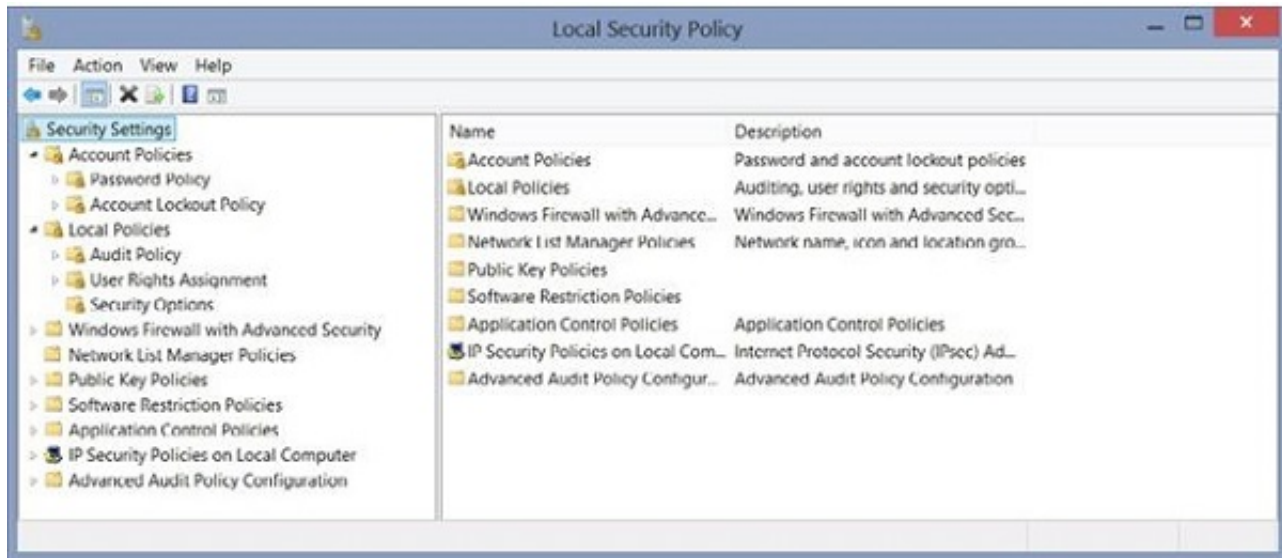 Local Security Policy
File Action View Help
Security Settings
Account Policies
Password Policy
Account Lockout Policy
Local Policies
Audit Policy
User Rights Assignment
Security Options
Windows Firewall with Advanced Security
Network List Manager Policies
Public Key Policies
Software Restriction Policies
Application Control Policies
IP Security Policies on Local Computer
Advanced Audit Policy Configuration
Name Description
Account Policies Password and account lockout policies
Local Policies Auditing, user rights and security opti...
Windows Firewall with Advance... Windows Firewall with Advanced Sec...
Network List Manager Policies Network name, icon and location gro...
Public Key Policies
Software Restriction Policies
Application Control Policies Application Control Policies
IP Security Policies on Local Com... Internet Protocol Security (IPsec) Ad...
Advanced Audit Policy Configur... Advanced Audit Policy Configuration